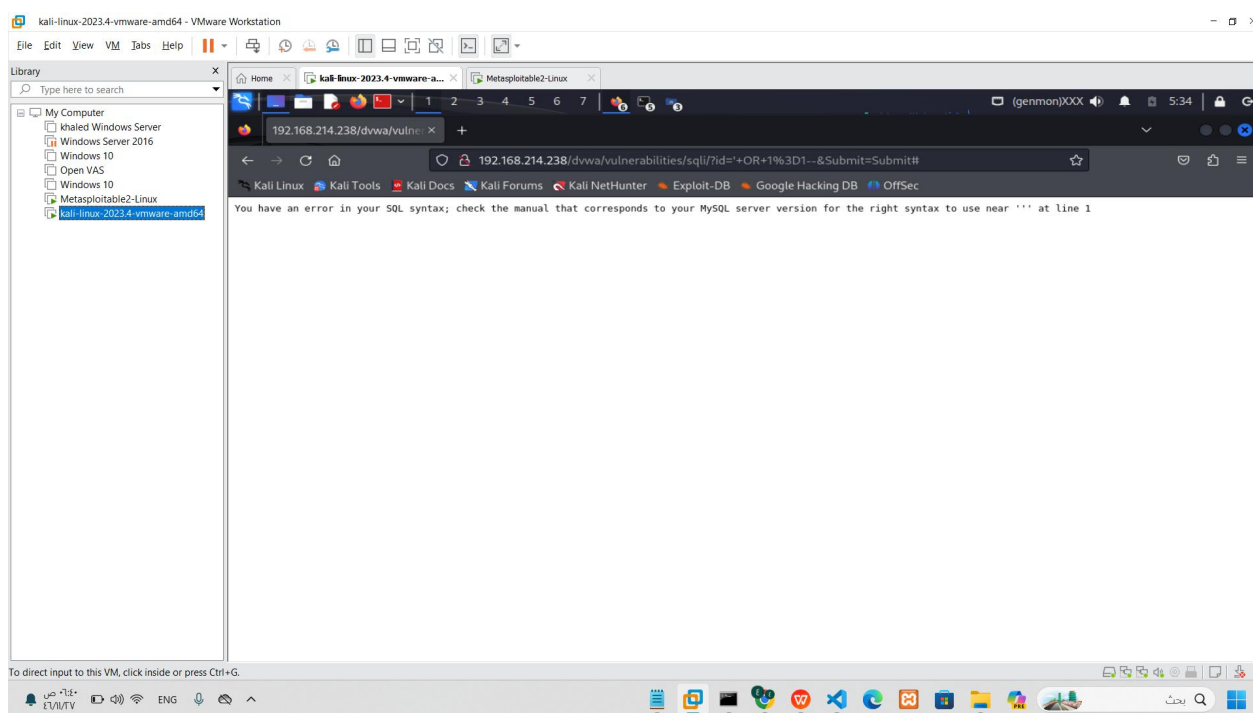 kali-linux-2023.4-vmware-amd64 - VMware Workstation
File Edit View VM Tabs Help
Library
Type here to search
My Computer
khaled Windows Server
Windows Server 2016
Windows 10
Open VAS
Windows 10
Metasploitable2-Linux
kali-linux-2023.4-vmware-amd64
Home kali-linux-2023.4-vmware-a... Metasploitable2-Linux
1 2 3 4 5 6 7 (genmon)XXX 5:34 G
192.168.214.238/dvwa/vulner
192.168.214.238/dvwa/vulnerabilities/sqli/?id='+OR+1%3D1--&Submit=Submit#
Kali Linux Kali Tools Kali Docs Kali Forums Kali NetHunter Exploit-DB Google Hacking DB OffSec
You have an error in your SQL syntax; check the manual that corresponds to your MySQL server version for the right syntax to use near ''' at line 1
To direct input to this VM, click inside or press Ctrl+G.
ENG
PRE
بحث